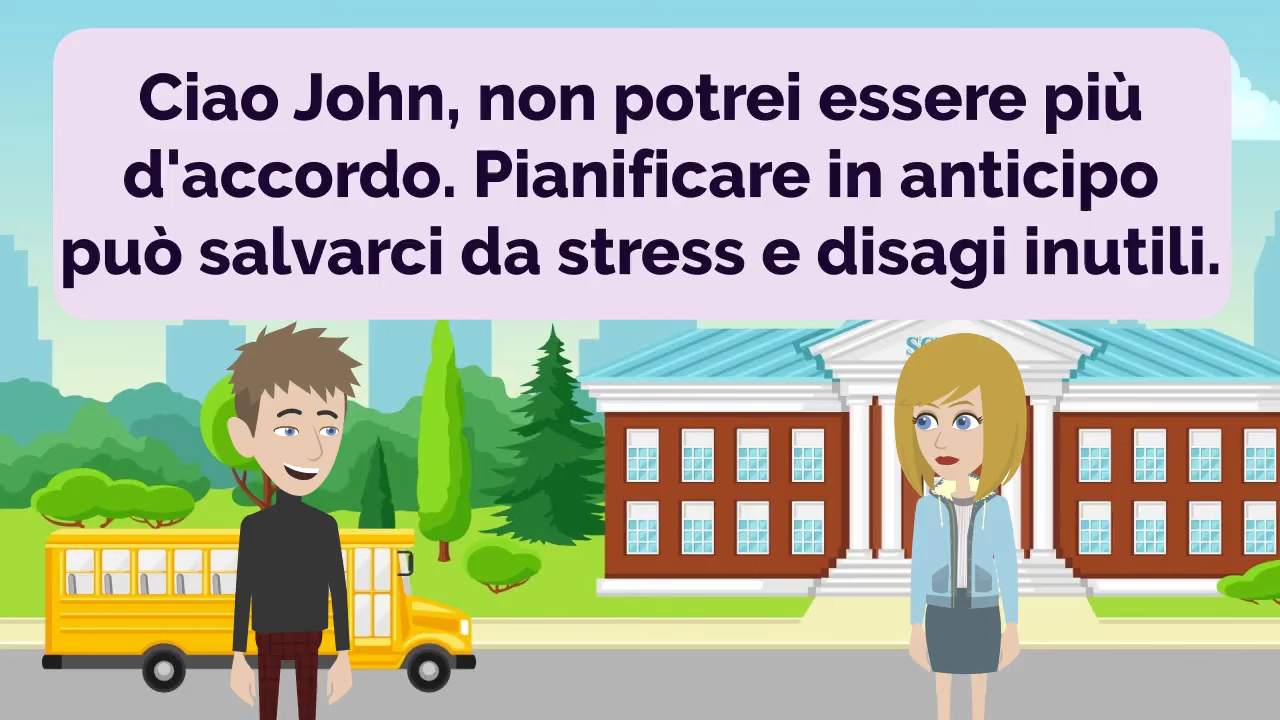 Ciao John, non potrei essere più
d'accordo. Pianificare in anticipo
può salvarci da stress e disagi inutili.